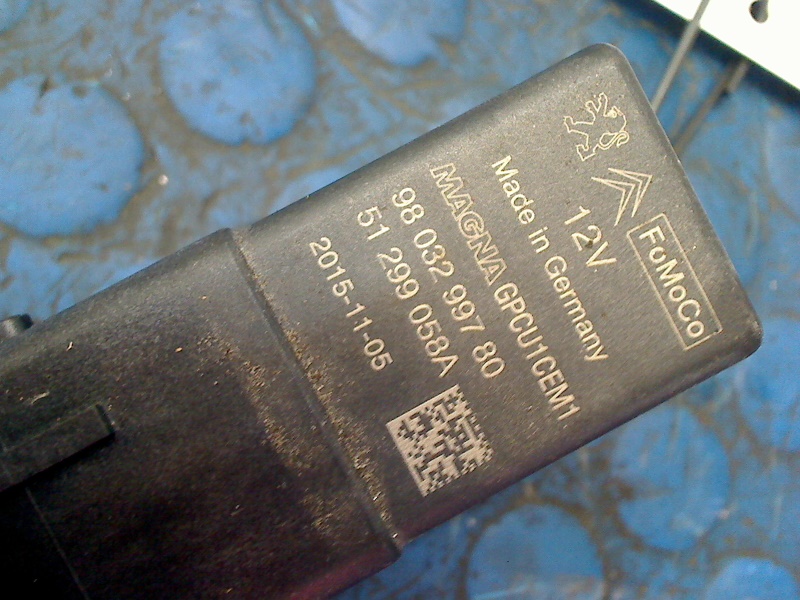 FoMoCo
12V
Made in Germany
MAGNA GPCU1CEM1
98 032 997 80
51 299 058A
2015-11-05